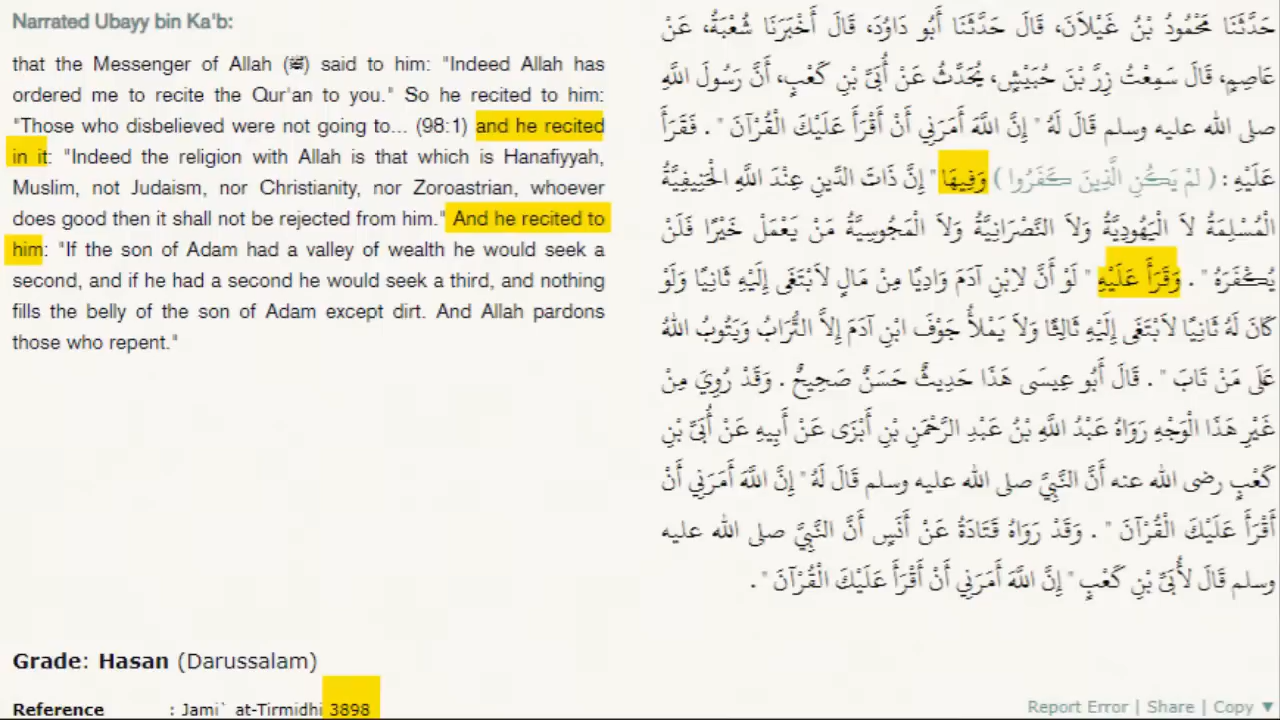 Narrated Ubayy bin Ka'b:
that the Messenger of Allah (ﷺ) said to him: "Indeed Allah has
ordered me to recite the Qur'an to you." So he recited to him:
"Those who disbelieved were not going to... (98:1) and he recited
in it: "Indeed the religion with Allah is that which is Hanafiyyah,
Muslim, not Judaism, nor Christianity, nor Zoroastrian, whoever
does good then it shall not be rejected from him." And he recited to
him: "If the son of Adam had a valley of wealth he would seek a
second, and if he had a second he would seek a third, and nothing
fills the belly of the son of Adam except dirt. And Allah pardons
those who repent."
حَدَّثَنَا مَحْمُودُ بْنُ غَيْلاَنَ، قَالَ حَدَّثَنَا أَبُو دَاوُدَ، قَالَ أَخْبَرَنَا شُعْبَةُ، عَنْ
عَاصِمٍ، قَالَ سَمِعْتُ زِرَّ بْنَ حُبَيْشٍ، يُحَدِّثُ عَنْ أُبَىِّ بْنِ كَعْبٍ، أَنَّ رَسُولَ اللَّهِ
صلى الله عليه وسلم قَالَ لَهُ " إِنَّ اللَّهَ أَمَرَنِي أَنْ أَقْرَأَ عَلَيْكَ الْقُرْآنَ " . فَقَرَأَ
عَلَيْهِ : ( لمْ يَكُنِ الَّذِينَ كَفَرُوا ) وَفِيهَا " إِنَّ ذَاتَ الدِّينِ عِنْدَ اللَّهِ الْحَنِيفِيَّةُ
الْمُسْلِمَةُ لاَ الْيَهُودِيَّةُ وَلاَ النَّصْرَانِيَّةُ وَلاَ الْمَجُوسِيَّةُ مَنْ يَعْمَلْ خَيْرًا فَلَنْ
يُكْفَرَهُ " . وَقَرَأَ عَلَيْهِ " لَوْ أَنَّ لاِبْنِ آدَمَ وَادِيًا مِنْ مَالٍ لاَبْتَغَى إِلَيْهِ ثَانِيًا وَلَوْ
كَانَ لَهُ ثَانِيًا لاَبْتَغَى إِلَيْهِ ثَالِثًا وَلاَ يَمْلأُ جَوْفَ ابْنِ آدَمَ إِلاَّ التُّرَابُ وَيَتُوبُ اللَّهُ
عَلَى مَنْ تَابَ " . قَالَ أَبُو عِيسَى هَذَا حَدِيثٌ حَسَنٌ صَحِيحٌ . وَقَدْ رُوِيَ مِنْ
غَيْرِ هَذَا الْوَجْهِ رَوَاهُ عَبْدُ اللَّهِ بْنُ عَبْدِ الرَّحْمَنِ بْنِ أَبْزَى عَنْ أَبِيهِ عَنْ أُبَىِّ بْنِ
كَعْبٍ رضى الله عنه أَنَّ النَّبِيَّ صلى الله عليه وسلم قَالَ لَهُ " إِنَّ اللَّهَ أَمَرَنِي أَنْ
أَقْرَأَ عَلَيْكَ الْقُرْآنَ " . وَقَدْ رَوَاهُ قَتَادَةُ عَنْ أَنَسٍ أَنَّ النَّبِيَّ صلى الله عليه
وسلم قَالَ لأُبَىِّ بْنِ كَعْبٍ " إِنَّ اللَّهَ أَمَرَنِي أَنْ أَقْرَأَ عَلَيْكَ الْقُرْآنَ " .
Grade: Hasan (Darussalam)
Reference : Jami` at-Tirmidhi 3898
Report Error | Share | Copy ▼